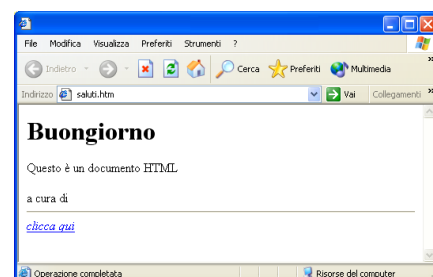 File Modifica Visualizza Preferiti Strumenti ?
Indietro Cerca Preferiti Multimedia »
Indirizzo saluti.htm Vai Collegamenti »
Buongiorno
Questo è un documento HTML
a cura di
clicca qui
Operazione completata Risorse del computer